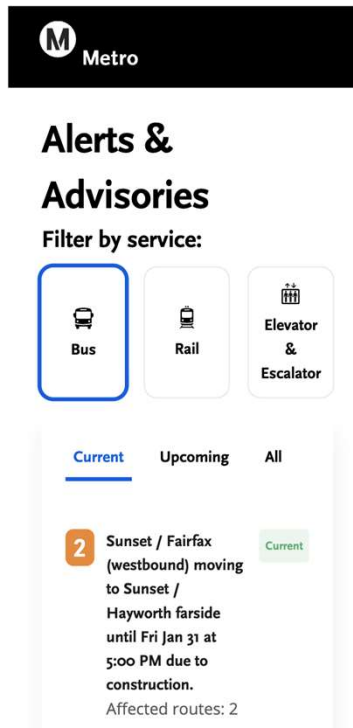 M Metro
Alerts &
Advisories
Filter by service:
Bus
Rail
Elevator
&
Escalator
Current Upcoming All
2
Sunset / Fairfax
(westbound) moving
to Sunset /
Hayworth farside
until Fri Jan 31 at
5:00 PM due to
construction.
Affected routes: 2
Current